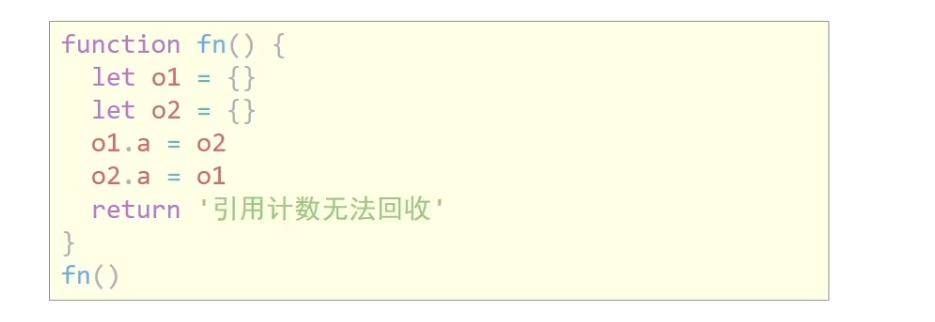 function fn() {
  let o1 = {}
  let o2 = {}
  o1.a = o2
  o2.a = o1
  return '引用计数无法回收'
}
fn()